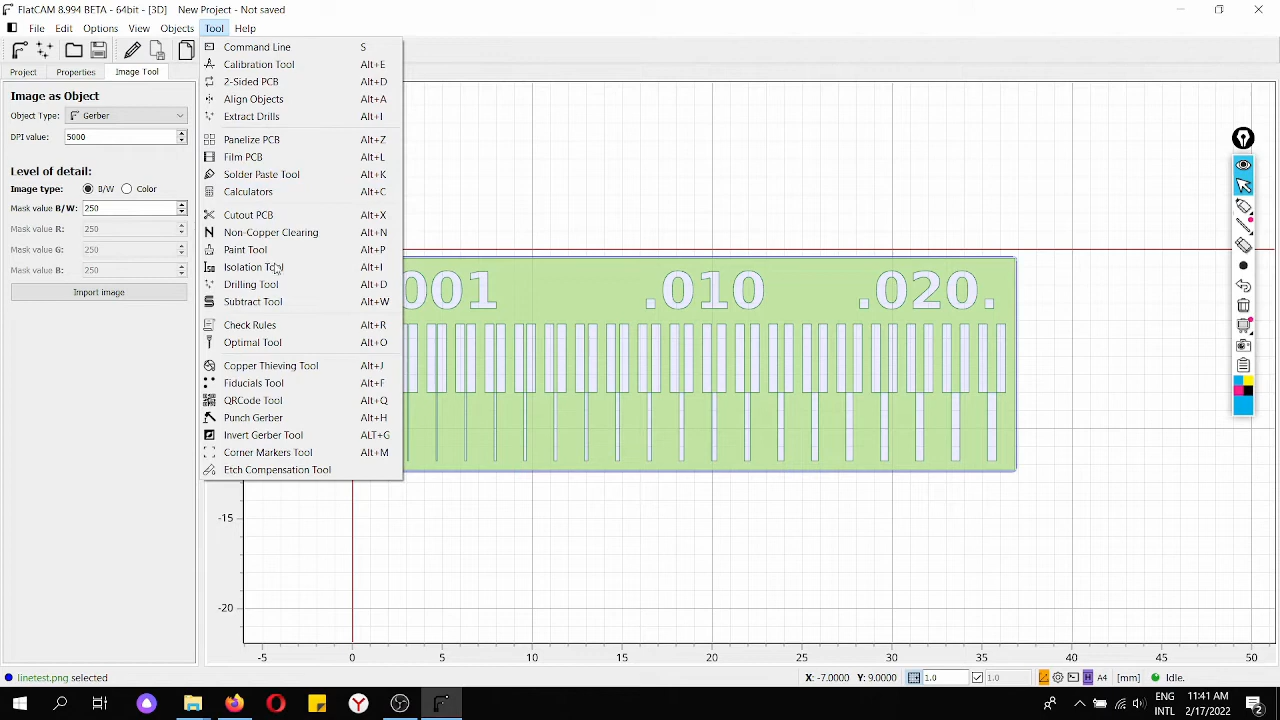 FlatCAM 8.994 BETA - 64bit - [3D]    New Project - Not saved
File Edit Options View Objects Tool Help
Project Properties Image Tool
Image as Object
Object Type: Gerber
DPI value: 5000
Level of detail:
Image type: B/W Color
Mask value B/W: 250
Mask value R: 250
Mask value G: 250
Mask value B: 250
Import image
Command Line S
Calibration Tool Alt+E
2-Sided PCB Alt+D
Align Objects Alt+A
Extract Drills Alt+I
Panelize PCB Alt+Z
Film PCB Alt+L
Solder Paste Tool Alt+K
Calculators Alt+C
Cutout PCB Alt+X
Non-Copper Clearing Alt+N
Paint Tool Alt+P
Isolation Tool Alt+I
Drilling Tool Alt+D
Subtract Tool Alt+W
Check Rules Alt+R
Optimal Tool Alt+O
Copper Thieving Tool Alt+J
Fiducials Tool Alt+F
QRCode Tool Alt+Q
Punch Gerber Alt+H
Invert Gerber Tool ALT+G
Corner Markers Tool Alt+M
Etch Compensation Tool
001 .010 .020.
-15
-20
-5 0 5 10 15 20 25 30 35 40 45 50
linetest.png selected
X: -7.0000 Y: 9.0000 1.0 1.0 A4 [mm] Idle.
ENG
INTL
11:41 AM
2/17/2022
2